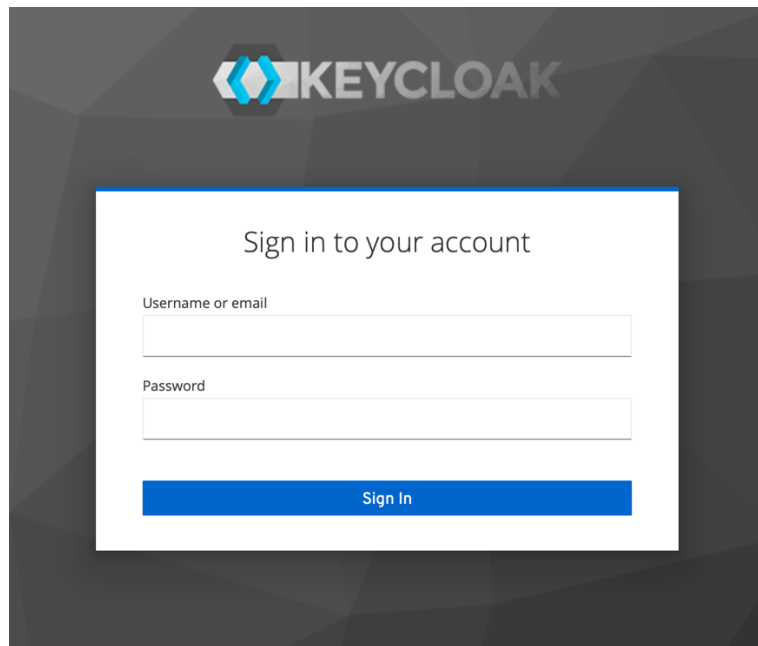 KEYCLOAK
Sign in to your account
Username or email
Password
Sign In